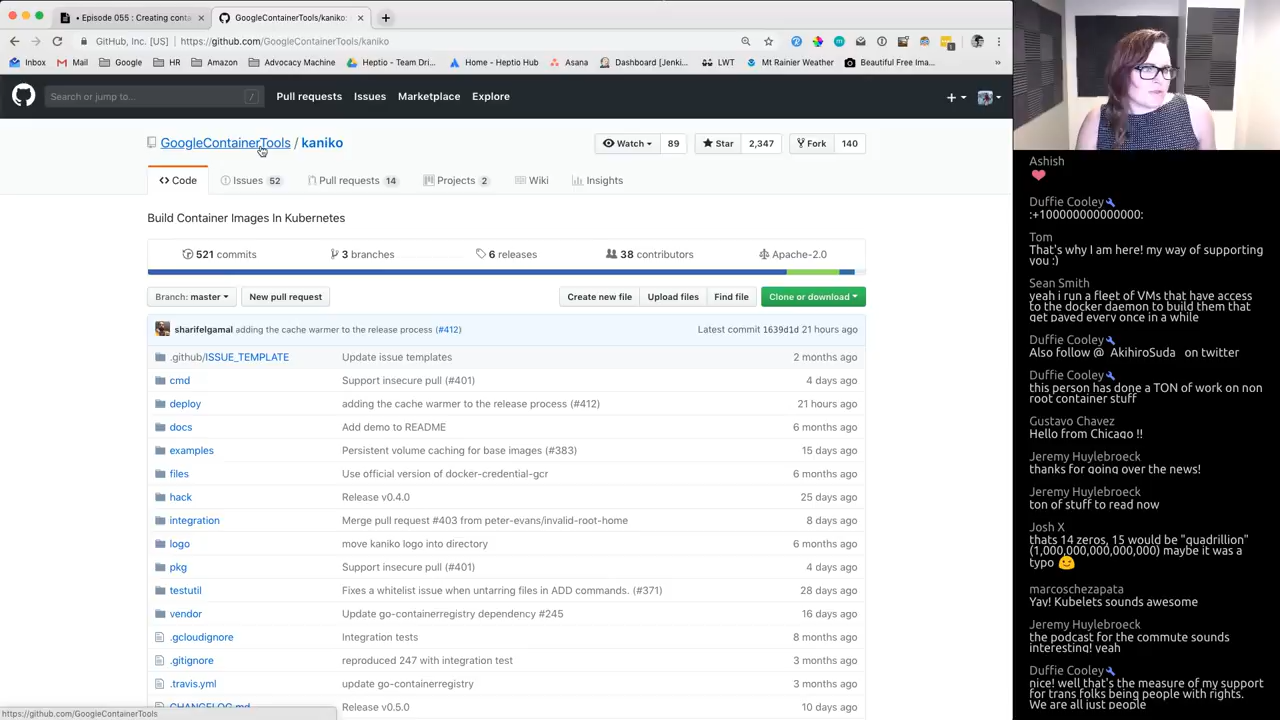 • Episode 055 : Creating conta
GoogleContainerTools/kaniko:
GitHub, Inc. [US]
https://github.com/GoogleContainerTools/kaniko
Inbox
Mail
Google
HR
Amazon
Advocacy Machine
Heptio - Team Dri...
Home - Heptio Hub
Asana
Dashboard [Jenki...
LWT
Mt Rainier Weather
Beautiful Free Ima...
»
Search or jump to...
/
Pull requests
Issues
Marketplace
Explore
GoogleContainerTools / kaniko
Watch
89
Star
2,347
Fork
140
Code
Issues 52
Pull requests 14
Projects 2
Wiki
Insights
Build Container Images In Kubernetes
521 commits
3 branches
6 releases
38 contributors
Apache-2.0
Branch: master
New pull request
Create new file
Upload files
Find file
Clone or download
sharifelgamal adding the cache warmer to the release process (#412)
Latest commit 1639d1d 21 hours ago
.github/ISSUE_TEMPLATE Update issue templates 2 months ago
cmd Support insecure pull (#401) 4 days ago
deploy adding the cache warmer to the release process (#412) 21 hours ago
docs Add demo to README 6 months ago
examples Persistent volume caching for base images (#383) 15 days ago
files Use official version of docker-credential-gcr 6 months ago
hack Release v0.4.0 25 days ago
integration Merge pull request #403 from peter-evans/invalid-root-home 8 days ago
logo move kaniko logo into directory 6 months ago
pkg Support insecure pull (#401) 4 days ago
testutil Fixes a whitelist issue when untarring files in ADD commands. (#371) 28 days ago
vendor Update go-containerregistry dependency #245 16 days ago
.gcloudignore Integration tests 8 months ago
.gitignore reproduced 247 with integration test 3 months ago
.travis.yml update go-containerregistry 3 months ago
CHANGELOG.md Release v0.5.0 10 days ago
https://github.com/GoogleContainerTools
Ashish
❤
Duffie Cooley
:+100000000000000:
Tom
That's why I am here! my way of supporting
you :)
Sean Smith
yeah i run a fleet of VMs that have access
to the docker daemon to build them that
get paved every once in a while
Duffie Cooley
Also follow @ AkihiroSuda on twitter
Duffie Cooley
this person has done a TON of work on non
root container stuff
Gustavo Chavez
Hello from Chicago !!
Jeremy Huylebroeck
thanks for going over the news!
Jeremy Huylebroeck
ton of stuff to read now
Josh X
thats 14 zeros, 15 would be "quadrillion"
(1,000,000,000,000,000) maybe it was a
typo 😉
marcoschezapata
Yay! Kubelets sounds awesome
Jeremy Huylebroeck
the podcast for the commute sounds
interesting! yeah
Duffie Cooley
nice! well that's the measure of my support
for trans folks being people with rights.
We are all just people